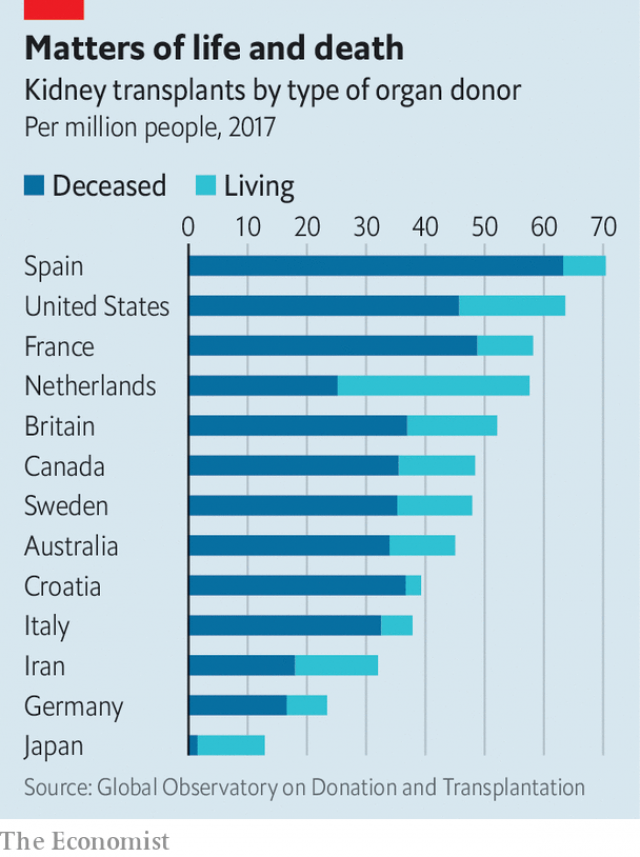 Matters of life and death
Kidney transplants by type of organ donor
Per million people, 2017
Deceased Living
0 10 20 30 40 50 60 70
Spain
United States
France
Netherlands
Britain
Canada
Sweden
Australia
Croatia
Italy
Iran
Germany
Japan
Source: Global Observatory on Donation and Transplantation
The Economist